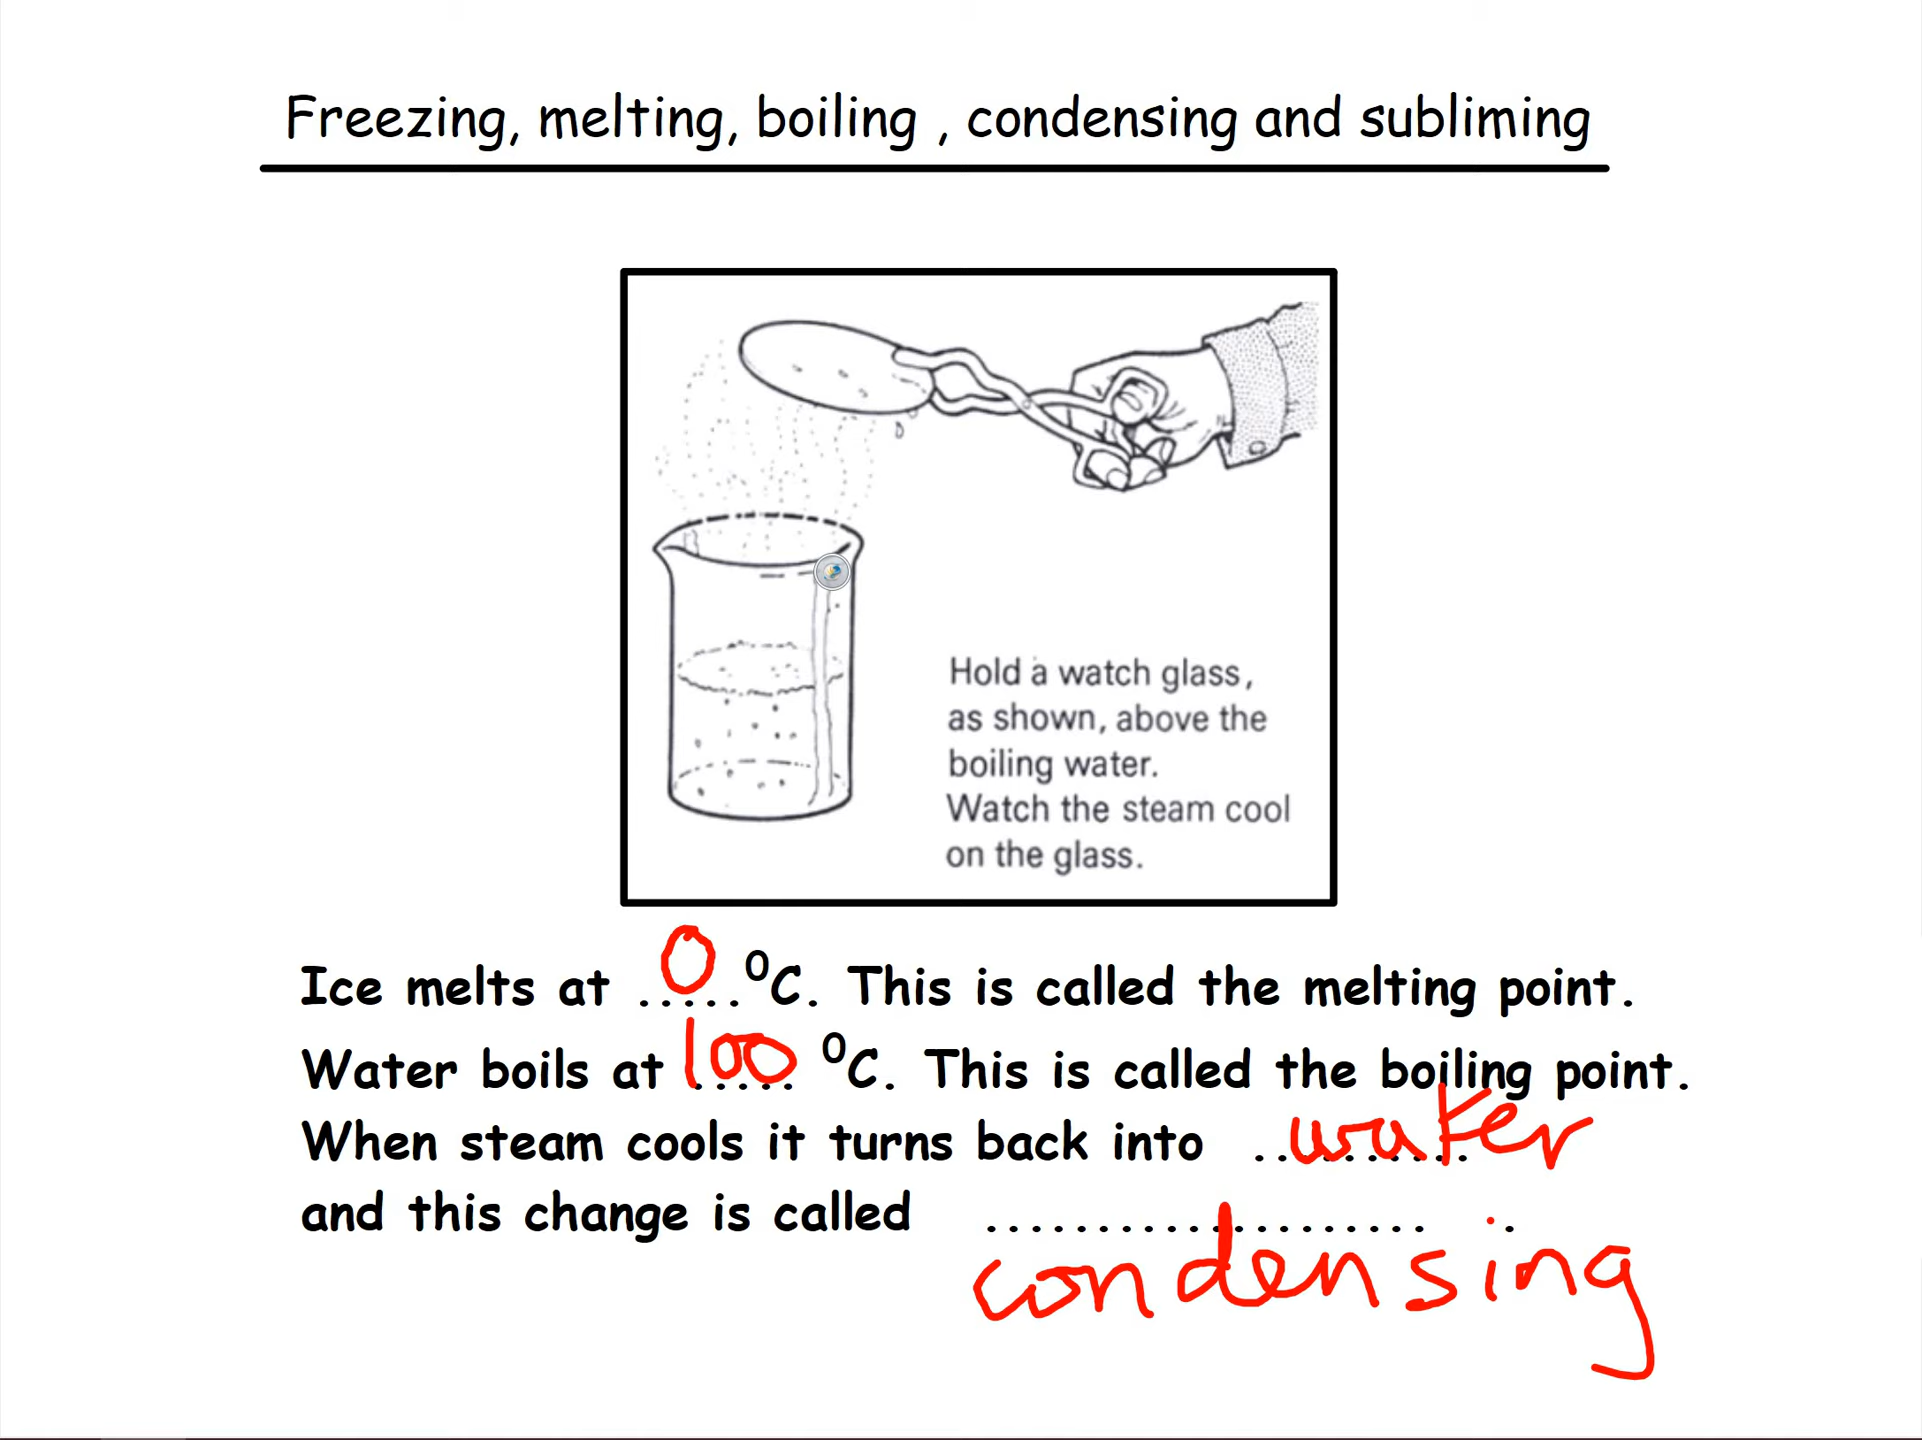 Freezing, melting, boiling , condensing and subliming
Hold a watch glass,
as shown, above the
boiling water.
Watch the steam cool
on the glass.
Ice melts at ..0...⁰C. This is called the melting point.
Water boils at 100 ⁰C. This is called the boiling point.
When steam cools it turns back into ..water
and this change is called ....................
condensing